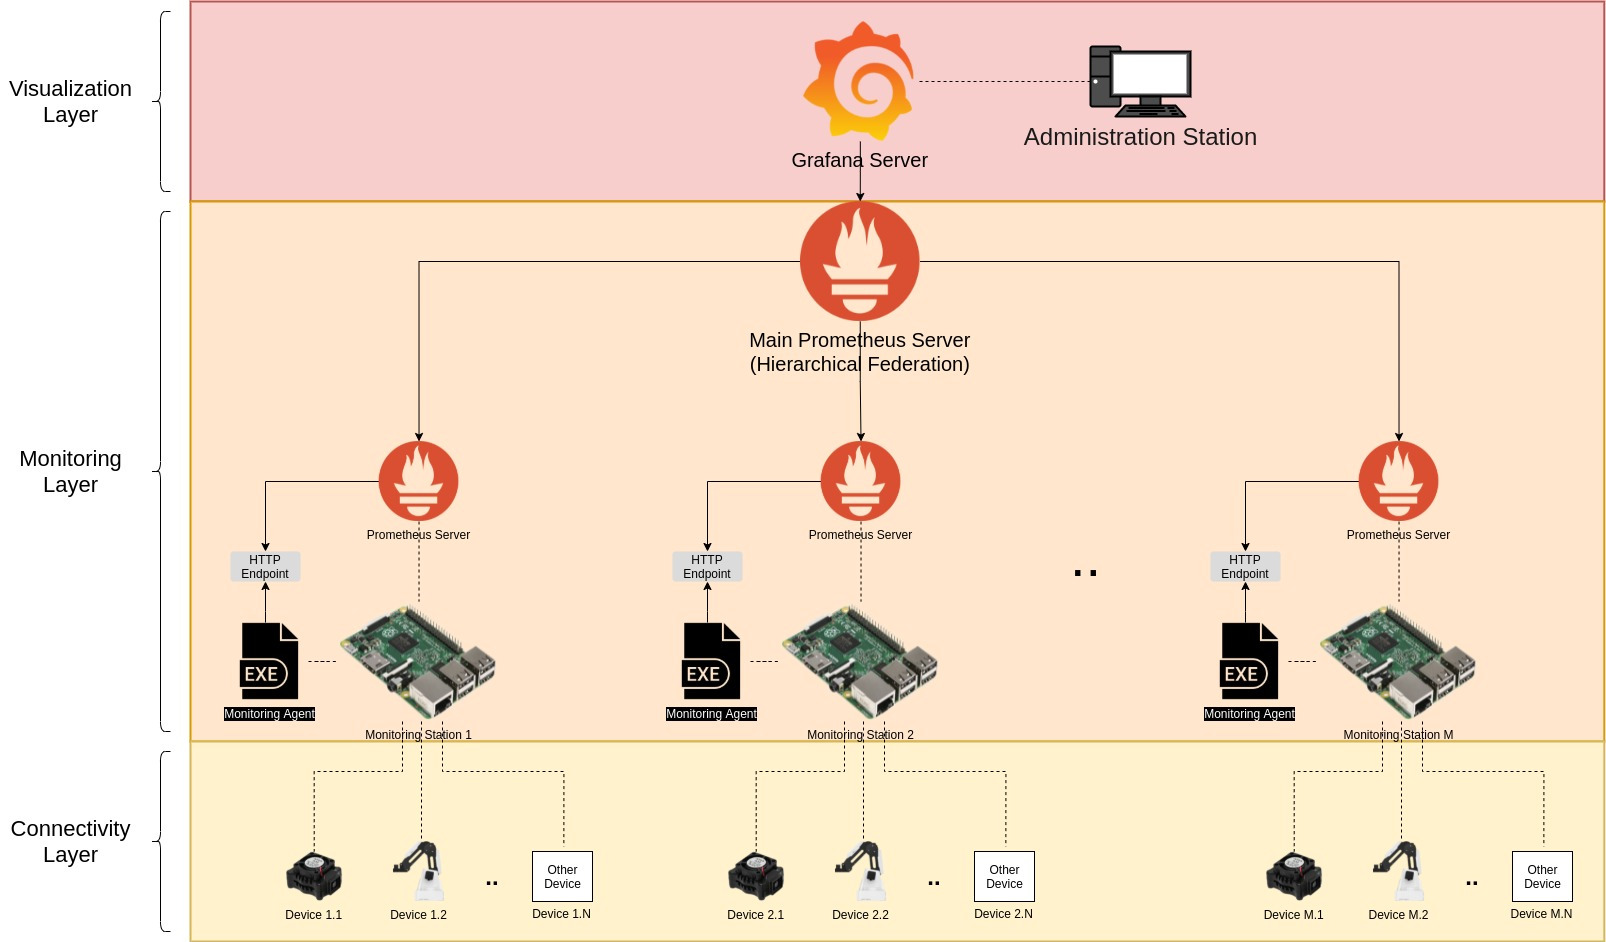 Visualization
Layer
Grafana Server
Administration Station
Main Prometheus Server
(Hierarchical Federation)
Monitoring
Layer
Prometheus Server
Prometheus Server
Prometheus Server
HTTP
Endpoint
HTTP
Endpoint
..
HTTP
Endpoint
EXE
EXE
EXE
Monitoring Agent
Monitoring Agent
Monitoring Agent
Monitoring Station 1
Monitoring Station 2
Monitoring Station M
Connectivity
Layer
..
Other
Device
..
Other
Device
..
Other
Device
Device 1.1
Device 1.2
Device 1.N
Device 2.1
Device 2.2
Device 2.N
Device M.1
Device M.2
Device M.N